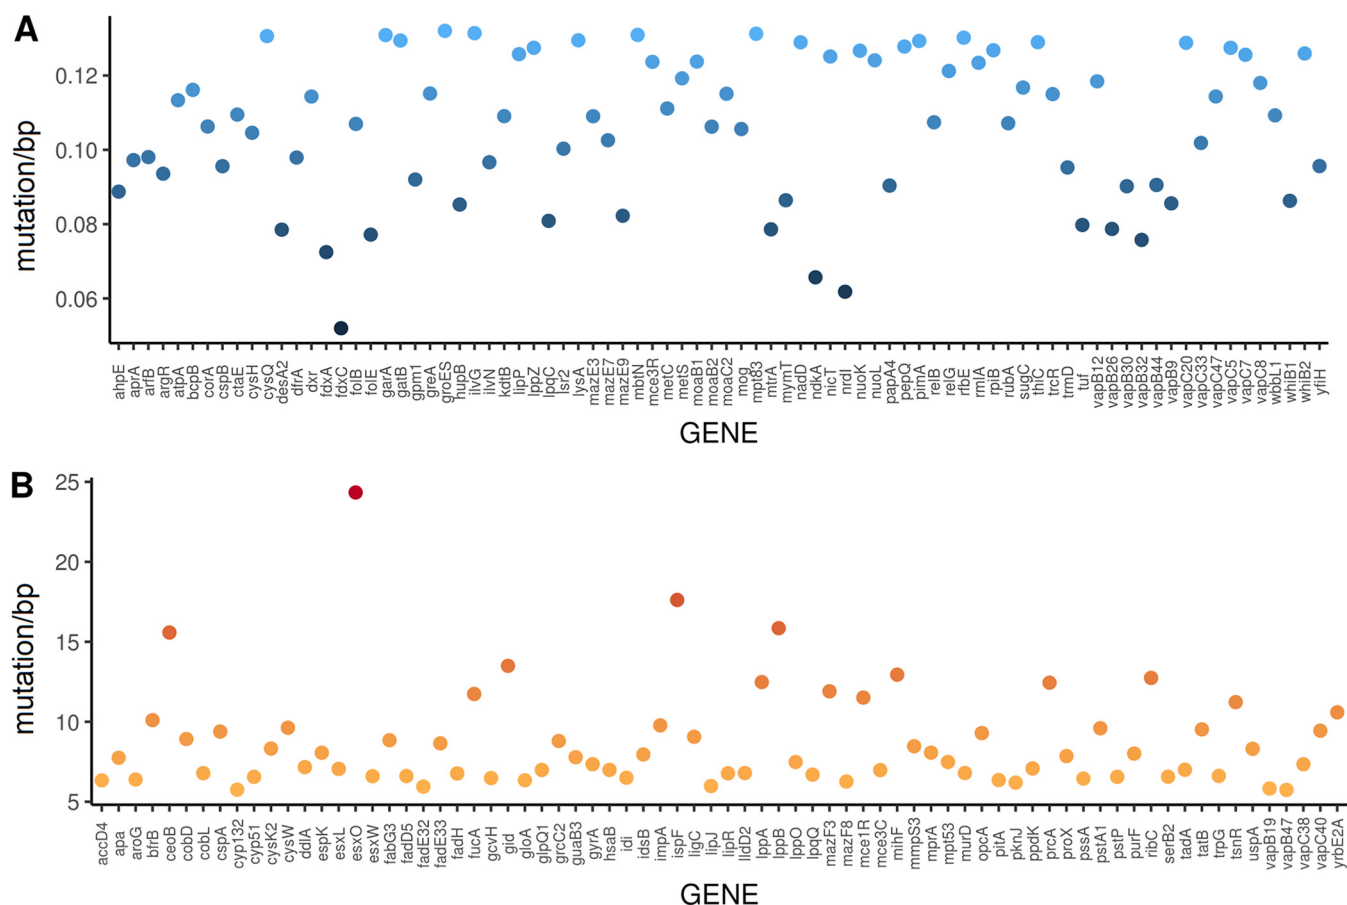 A
mutation/bp
0.12
0.10
0.08
0.06
ahpE aprA arfB argR atpA bcpB corA cspB ctaE cysH cysQ desA2 dfrA dxr fdxA fdxC folB folE garA gatB gpm1 greA groES hupB ilvG ilvN kdtB lipP lppZ lpqC lsr2 lysA mazE3 mazE7 mazE9 mbtN mce3R metC metS moaB1 moaB2 moaC2 mog mpt83 mtrA mymT nadD ndkA nicT nrdI nuoK nuoL papA4 pepQ pimA relB relG rfbE rmlA rpiB rubA sugC thiC trcR trmD tuf vapB12 vapB26 vapB30 vapB32 vapB44 vapB9 vapC20 vapC33 vapC47 vapC5 vapC7 vapC8 wbbL1 whiB1 whiB2 yfiH
GENE
B
mutation/bp
25
20
15
10
5
accD4 apa aroG bfrB ceoB cobD cobL cspA cyp132 cyp51 cysK2 cysW ddlA espK esxL esxO esxW fabG3 fadD5 fadE32 fadE33 fadH fucA gcvH gid gloA glpQ1 grcC2 guaB3 gyrA hsaB idi idsB impA ispF ligC lipJ lipR lldD2 lppA lppB lppO lpqQ mazF3 mazF8 mce1R mce3C mihF mmpS3 mprA mpt53 murD opcA pitA pknJ ppdK prcA proX pssA pstA1 pstP purF ribC serB2 tadA tatB trpG tsnR uspA vapB19 vapB47 vapC38 vapC40 yrbE2A
GENE